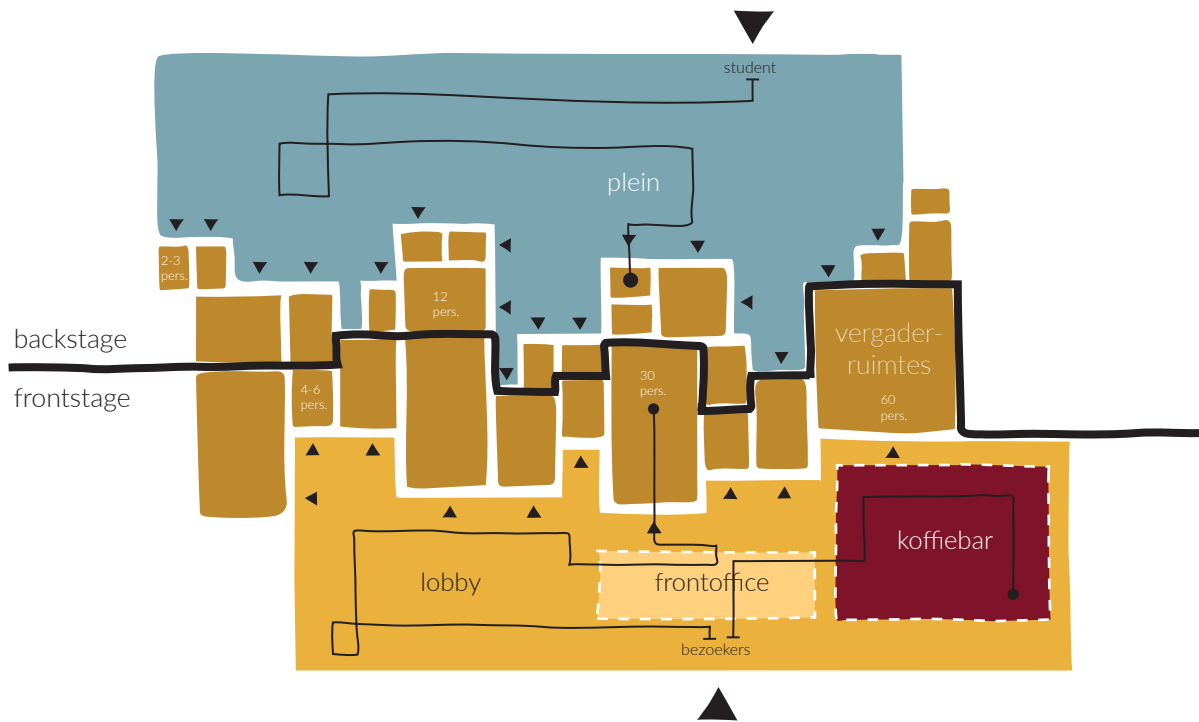 student
plein
2-3
pers.
12
pers.
backstage
frontstage
vergader-
ruimtes
60
pers.
4-6
pers.
30
pers.
koffiebar
lobby
frontoffice
bezoekers